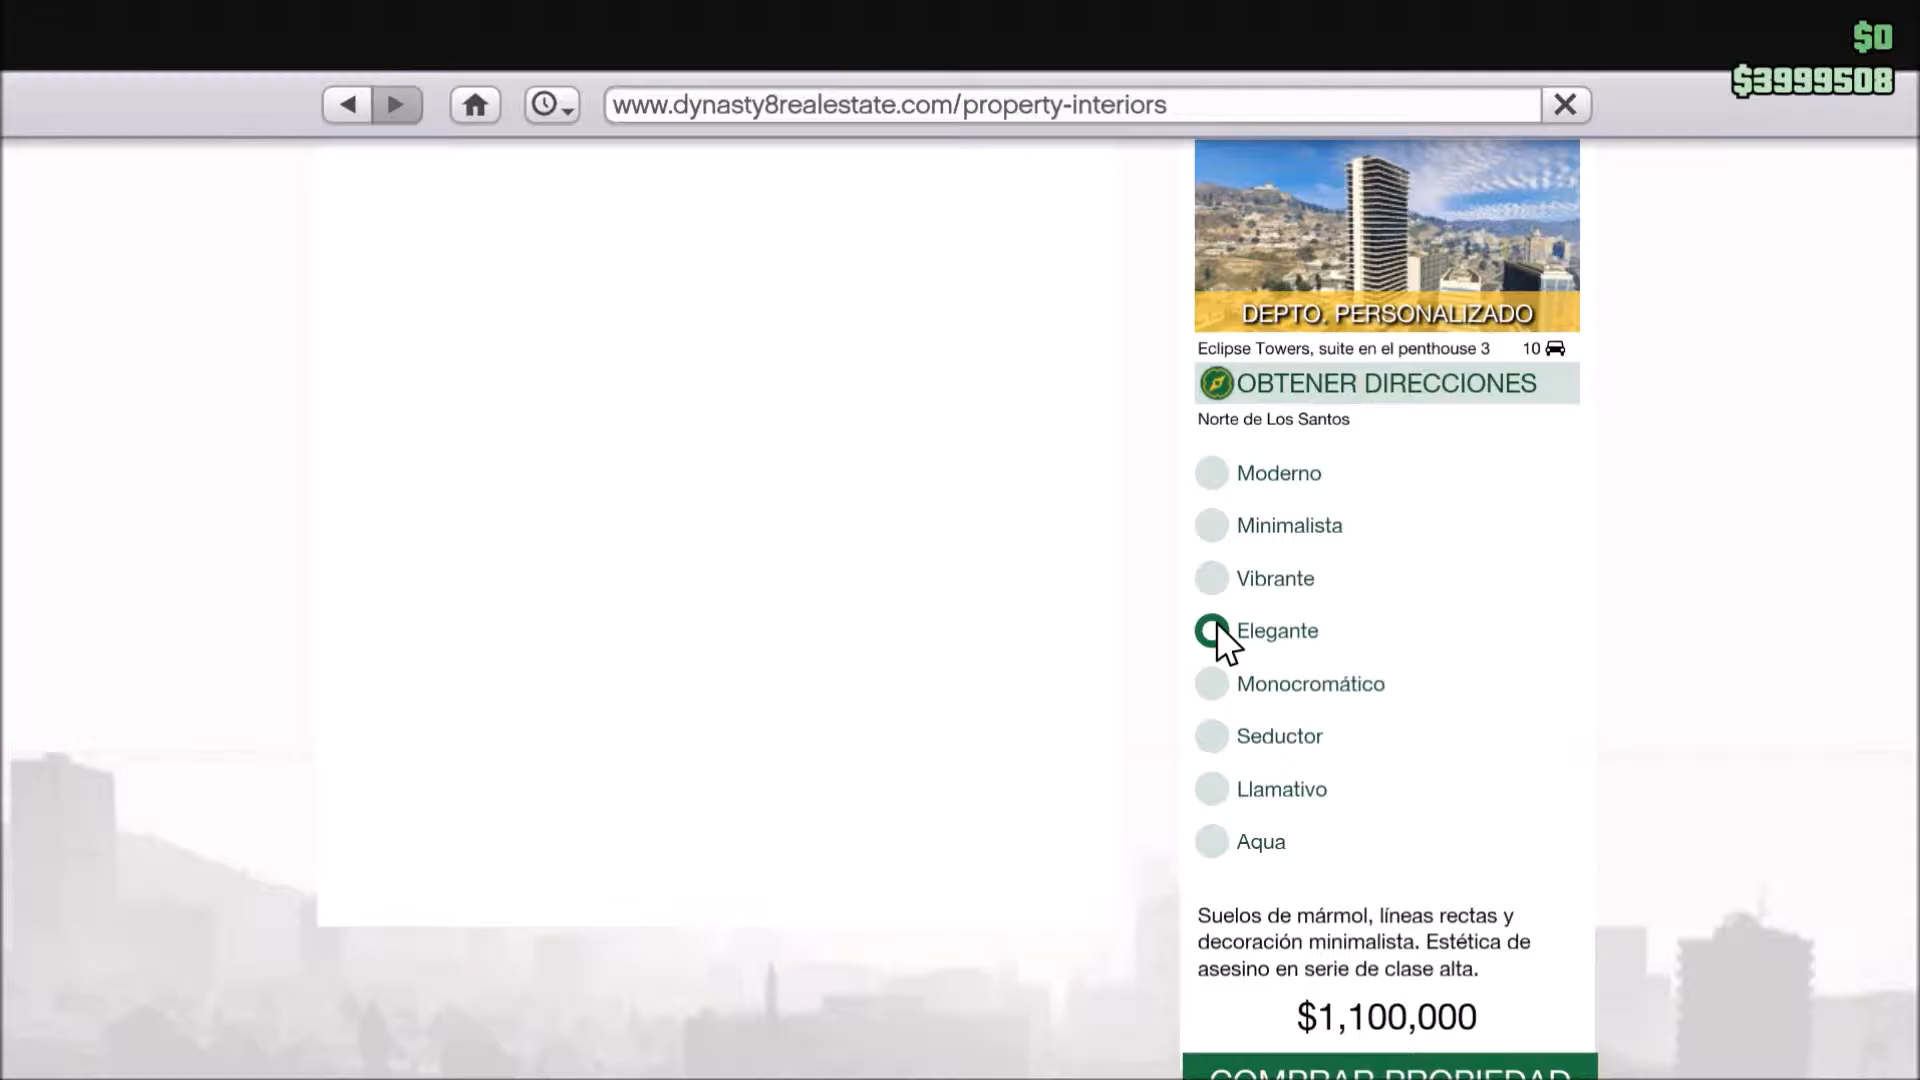 $0
$3999508
www.dynasty8realestate.com/property-interiors
DEPTO. PERSONALIZADO
Eclipse Towers, suite en el penthouse 3 10
OBTENER DIRECCIONES
Norte de Los Santos
Moderno
Minimalista
Vibrante
Elegante
Monocromático
Seductor
Llamativo
Aqua
Suelos de mármol, líneas rectas y
decoración minimalista. Estética de
asesino en serie de clase alta.
$1,100,000
COMPRAR PROPIEDAD